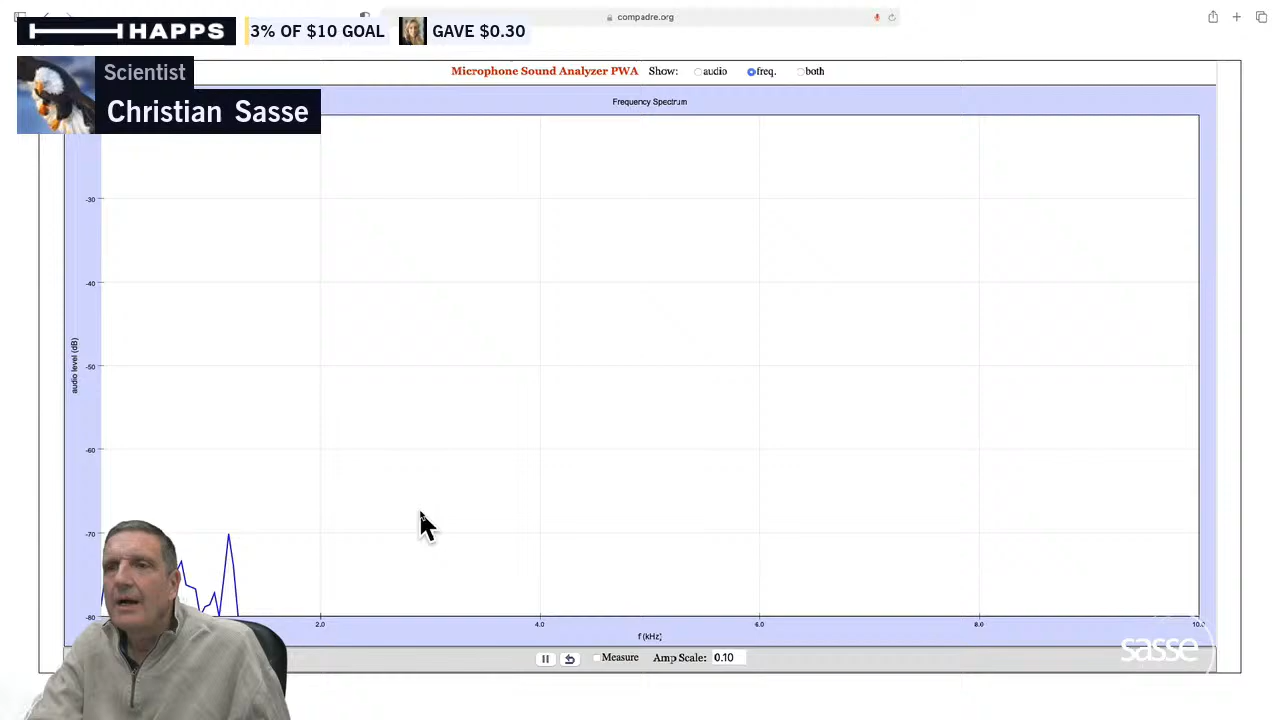 compadre.org
HAPPS
3% OF $10 GOAL
GAVE $0.30
Scientist
Christian Sasse
Microphone Sound Analyzer PWA Show: audio freq. both
Frequency Spectrum
-30
-40
-50
-60
-70
-80
audio level (dB)
2.0 4.0 6.0 8.0 10.0
f (kHz)
Measure Amp Scale: 0.10
sasse